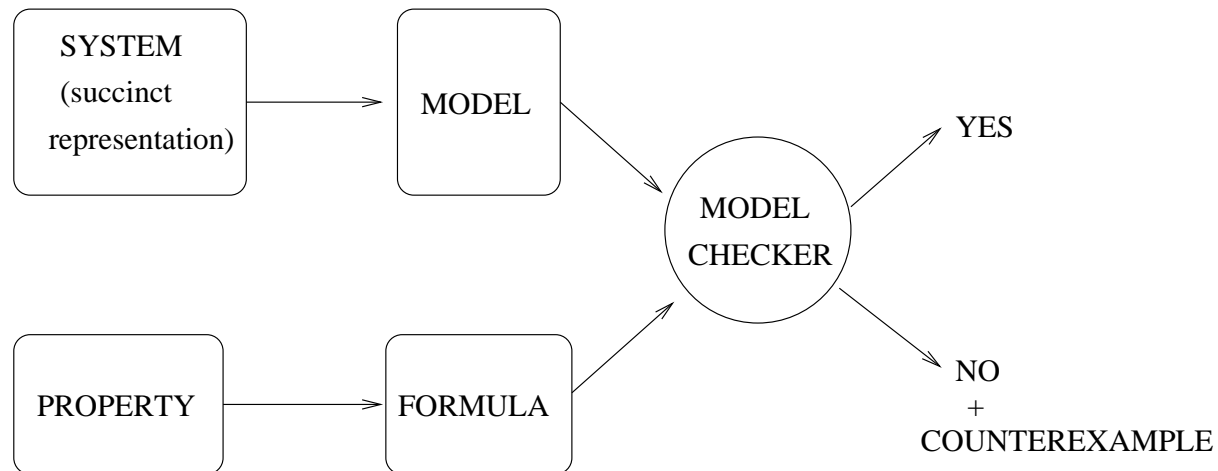 SYSTEM
(succinct
representation)
MODEL
MODEL
CHECKER
YES
PROPERTY
FORMULA
NO
+
COUNTEREXAMPLE